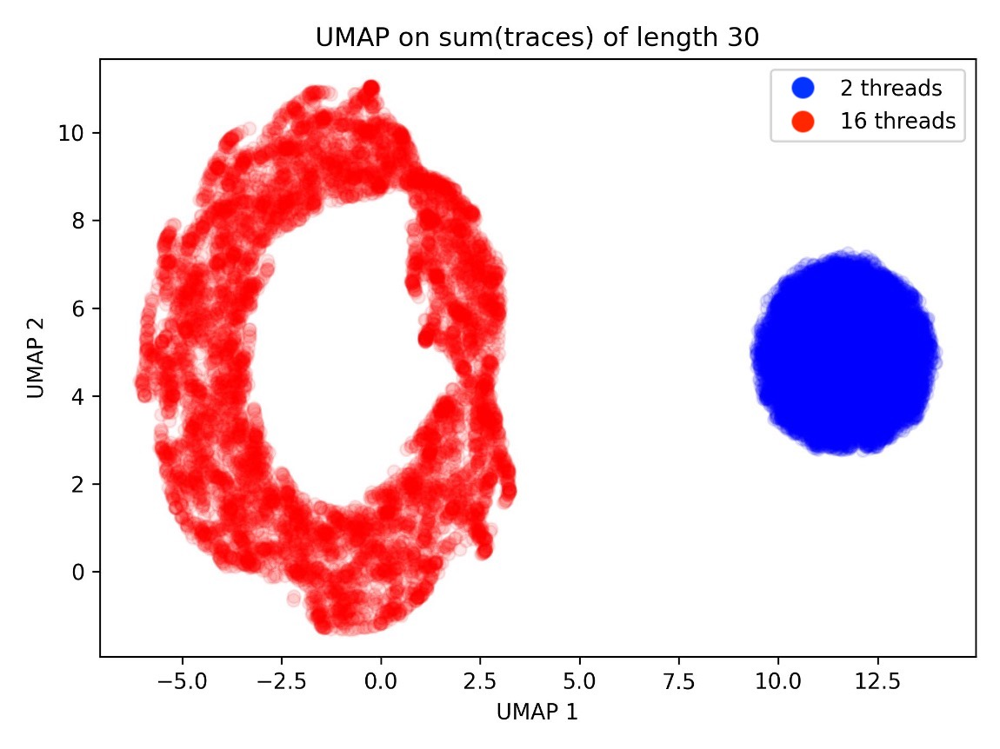 UMAP on sum(traces) of length 30
2 threads
16 threads
UMAP 2
10
8
6
4
2
0
−5.0 −2.5 0.0 2.5 5.0 7.5 10.0 12.5
UMAP 1